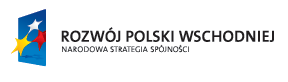 ROZWÓJ POLSKI WSCHODNIEJ
NARODOWA STRATEGIA SPÓJNOŚCI